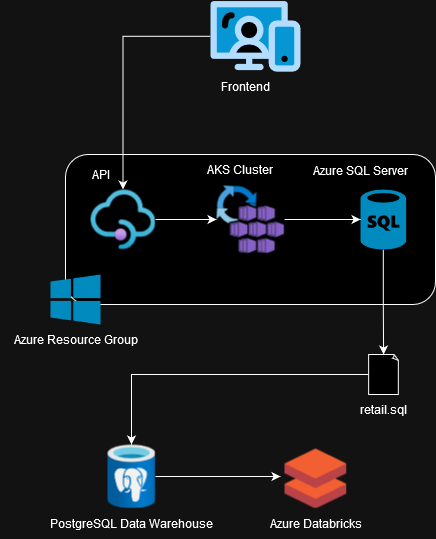 Frontend
API
AKS Cluster
Azure SQL Server
SQL
Azure Resource Group
retail.sql
PostgreSQL Data Warehouse
Azure Databricks